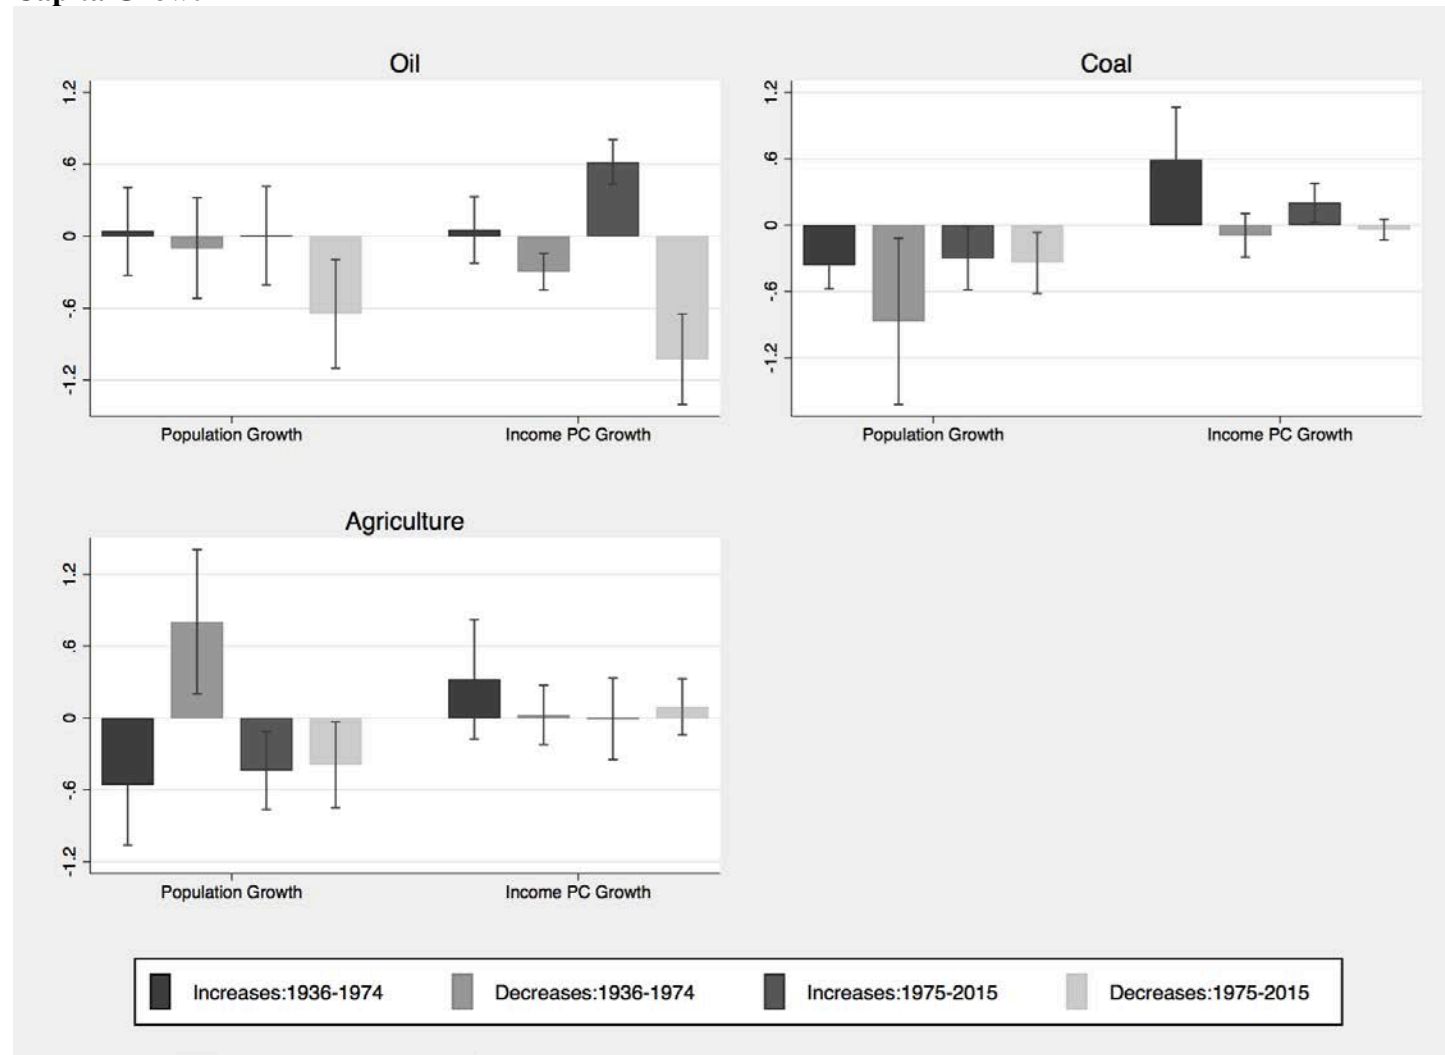 Oil
1.2
.6
0
-.6
-1.2
Population Growth Income PC Growth
Coal
1.2
.6
0
-.6
-1.2
Population Growth Income PC Growth
Agriculture
1.2
.6
0
-.6
-1.2
Population Growth Income PC Growth
Increases:1936-1974 Decreases:1936-1974 Increases:1975-2015 Decreases:1975-2015